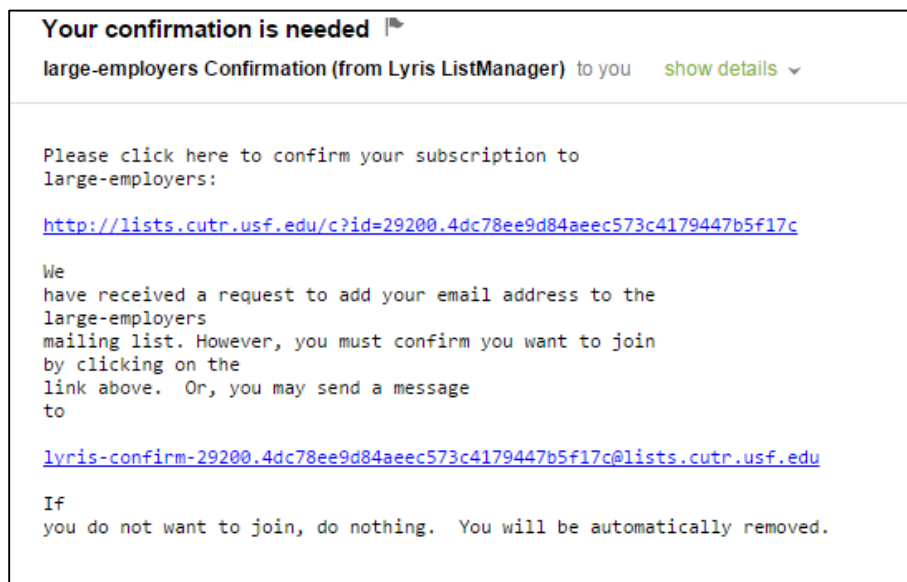 Your confirmation is needed
large-employers Confirmation (from Lyris ListManager) to you show details
Please click here to confirm your subscription to
large-employers:
http://lists.cutr.usf.edu/c?id=29200.4dc78ee9d84aeec573c4179447b5f17c
We
have received a request to add your email address to the
large-employers
mailing list. However, you must confirm you want to join
by clicking on the
link above.  Or, you may send a message
to
lyris-confirm-29200.4dc78ee9d84aeec573c4179447b5f17c@lists.cutr.usf.edu
If
you do not want to join, do nothing.  You will be automatically removed.